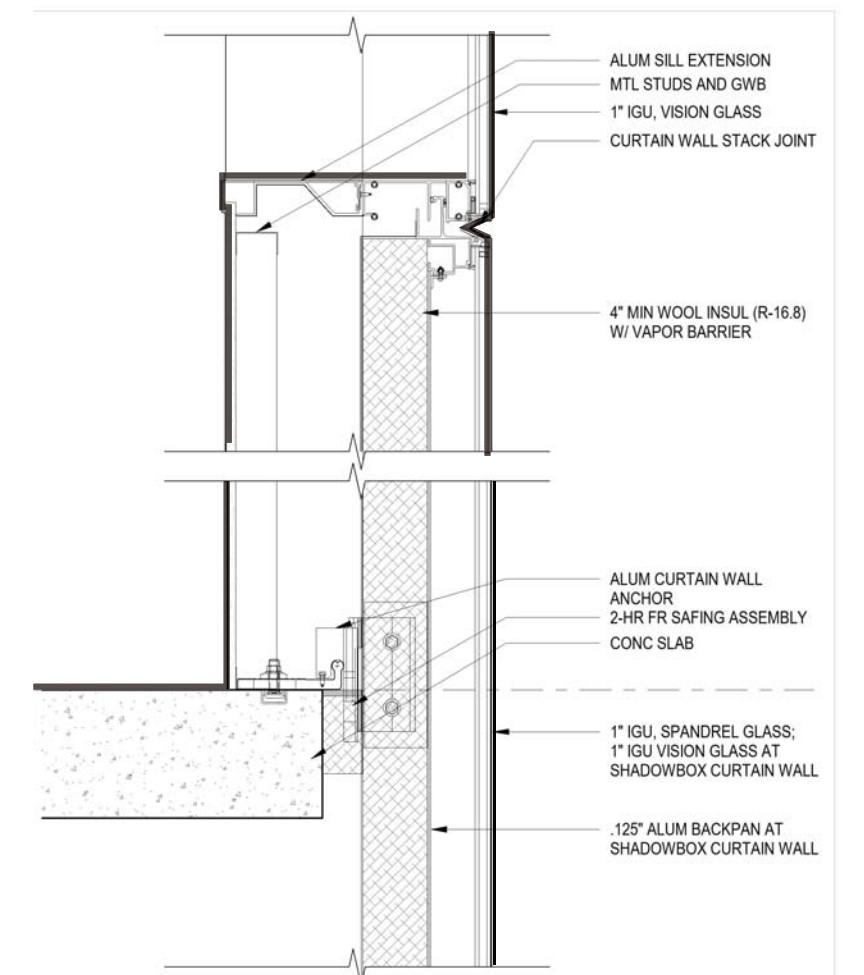 ALUM SILL EXTENSION
MTL STUDS AND GWB
1" IGU, VISION GLASS
CURTAIN WALL STACK JOINT
4" MIN WOOL INSUL (R-16.8)
W/ VAPOR BARRIER
ALUM CURTAIN WALL
ANCHOR
2-HR FR SAFING ASSEMBLY
CONC SLAB
1" IGU, SPANDREL GLASS;
1" IGU VISION GLASS AT
SHADOWBOX CURTAIN WALL
.125" ALUM BACKPAN AT
SHADOWBOX CURTAIN WALL